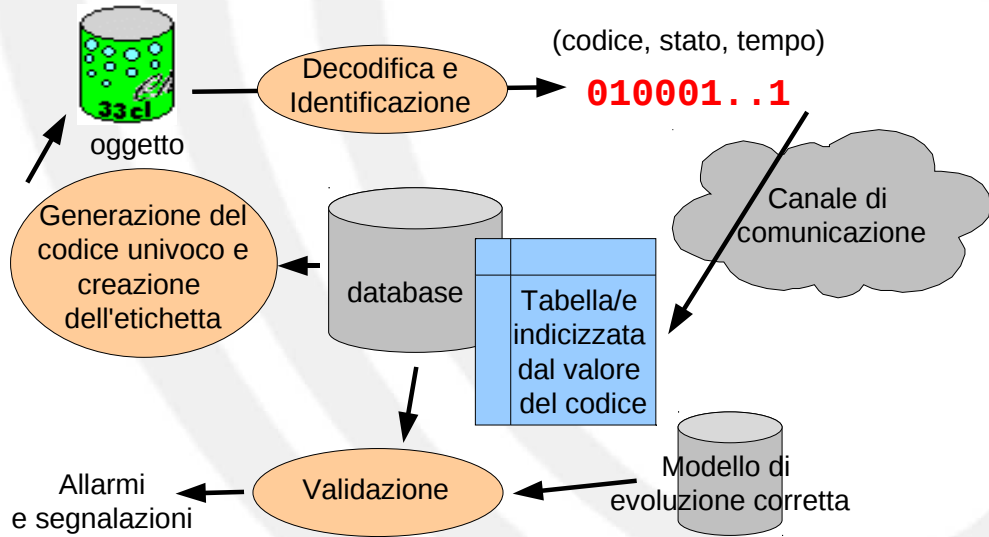 (codice, stato, tempo)
Decodifica e
Identificazione
010001..1
33cl
oggetto
Generazione del
codice univoco e
creazione
dell'etichetta
database
Tabella/e
indicizzata
dal valore
del codice
Canale di
comunicazione
Validazione
Modello di
evoluzione corretta
Allarmi
e segnalazioni